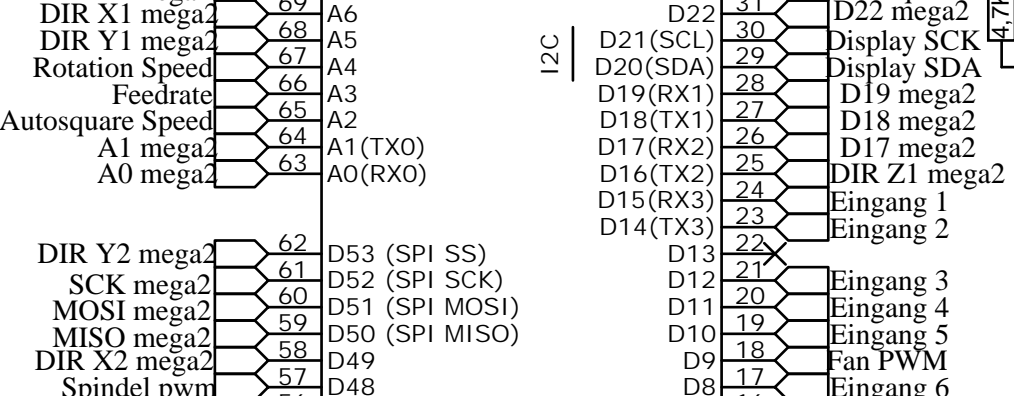 DIR X1 mega2 69 A6
DIR Y1 mega2 68 A5
Rotation Speed 67 A4
Feedrate 66 A3
Autosquare Speed 65 A2
A1 mega2 64 A1(TX0)
A0 mega2 63 A0(RX0)
DIR Y2 mega2 62 D53 (SPI SS)
SCK mega2 61 D52 (SPI SCK)
MOSI mega2 60 D51 (SPI MOSI)
MISO mega2 59 D50 (SPI MISO)
DIR X2 mega2 58 D49
Spindel pwm 57 D48
I2C
D22 31 D22 mega2
D21(SCL) 30 Display SCK
D20(SDA) 29 Display SDA
D19(RX1) 28 D19 mega2
D18(TX1) 27 D18 mega2
D17(RX2) 26 D17 mega2
D16(TX2) 25 DIR Z1 mega2
D15(RX3) 24 Eingang 1
D14(TX3) 23 Eingang 2
D13 22
D12 21 Eingang 3
D11 20 Eingang 4
D10 19 Eingang 5
D9 18 Fan PWM
D8 17 Eingang 6